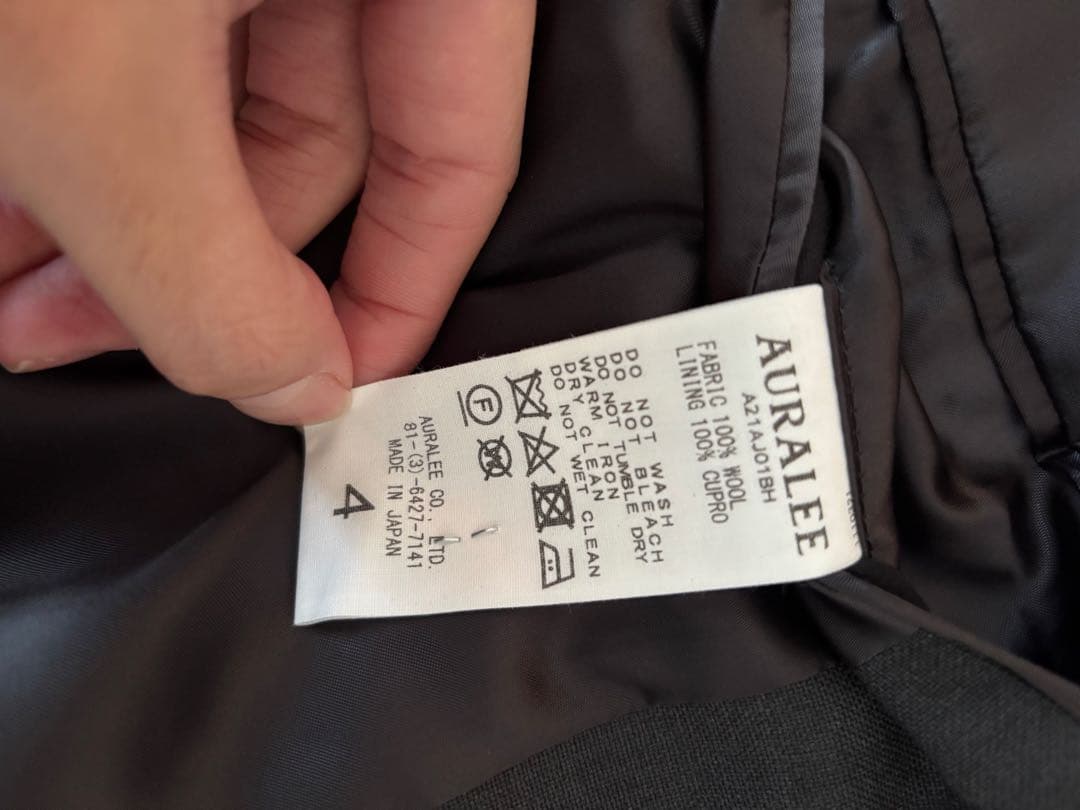 AURALEE
A21AJ01BH
FABRIC 100% WOOL
LINING 100% CUPRO
DO NOT WASH
DO NOT BLEACH
DO NOT TUMBLE DRY
WARM IRON
DRY CLEAN
DO NOT WET CLEAN
F
W
AURALEE CO., LTD.
81-(3)-6427-7141
MADE IN JAPAN
4